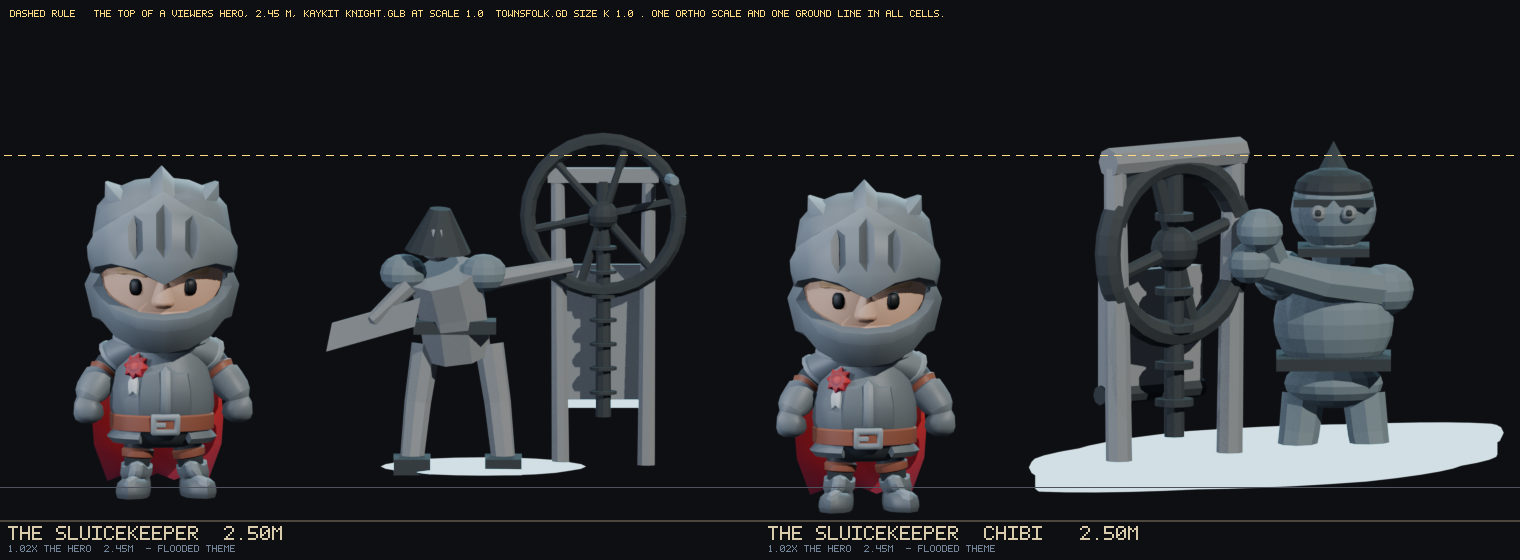 DASHED RULE   THE TOP OF A VIEWERS HERO, 2.45 M, KAYKIT KNIGHT.GLB AT SCALE 1.0  TOWNSFOLK.GD SIZE K 1.0 . ONE ORTHO SCALE AND ONE GROUND LINE IN ALL CELLS.
THE SLUICEKEEPER  2.50M
1.02X THE HERO  2.45M  – FLOODED THEME
THE SLUICEKEEPER  CHIBI   2.50M
1.02X THE HERO  2.45M  – FLOODED THEME